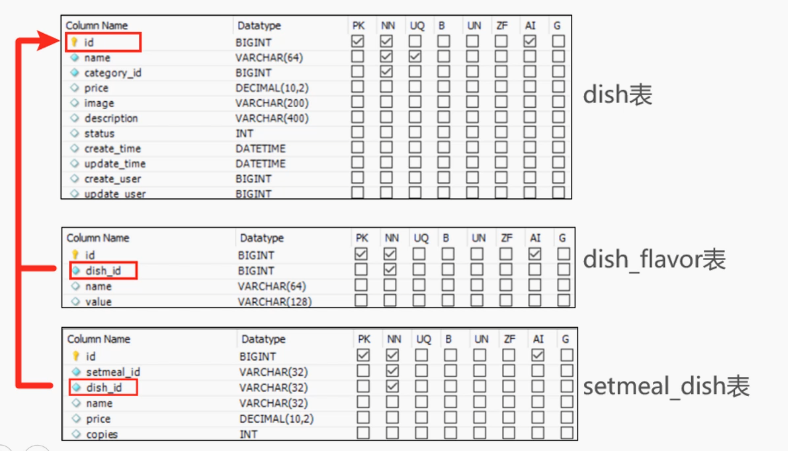 Column Name Datatype PK NN UQ B UN ZF AI G
id BIGINT
name VARCHAR(64)
category_id BIGINT
price DECIMAL(10,2)
image VARCHAR(200)
description VARCHAR(400)
status INT
create_time DATETIME
update_time DATETIME
create_user BIGINT
update_user BIGINT
dish表
Column Name Datatype PK NN UQ B UN ZF AI G
id BIGINT
dish_id BIGINT
name VARCHAR(64)
value VARCHAR(128)
dish_flavor表
Column Name Datatype PK NN UQ B UN ZF AI G
id BIGINT
setmeal_id VARCHAR(32)
dish_id VARCHAR(32)
name VARCHAR(32)
price DECIMAL(10,2)
copies INT
setmeal_dish表